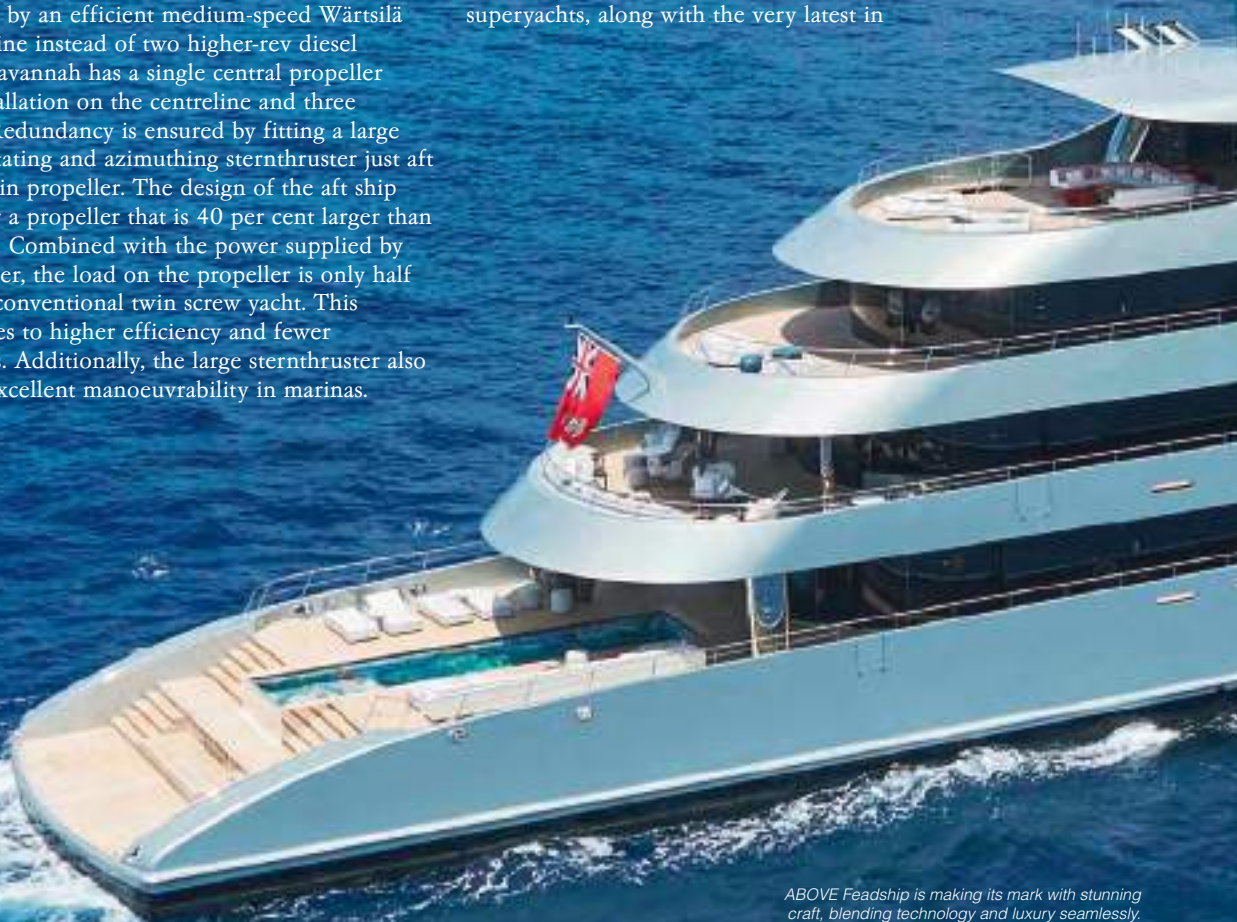 by an efficient medium-speed Wärtsilä
ine instead of two higher-rev diesel
avannah has a single central propeller
allation on the centreline and three
Redundancy is ensured by fitting a large
tating and azimuthing sternthruster just aft
in propeller. The design of the aft ship
a propeller that is 40 per cent larger than
Combined with the power supplied by
er, the load on the propeller is only half
conventional twin screw yacht. This
es to higher efficiency and fewer
s. Additionally, the large sternthruster also
xcellent manoeuvrability in marinas.
superyachts, along with the very latest in
ABOVE Feadship is making its mark with stunning
craft, blending technology and luxury seamlessly.